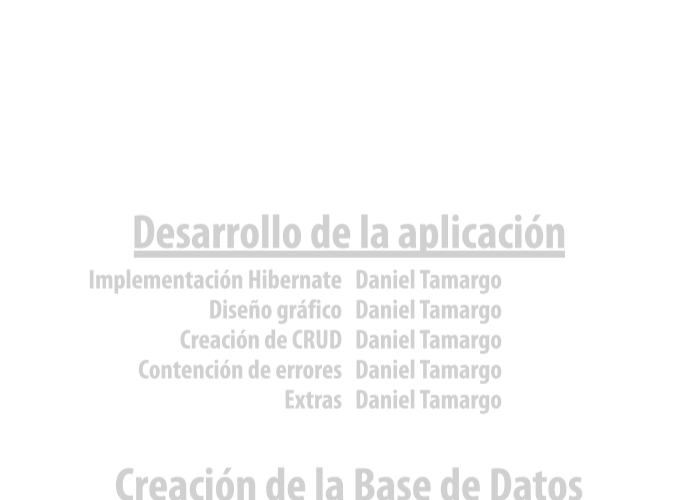 Desarrollo de la aplicación
Implementación Hibernate Daniel Tamargo
Diseño gráfico Daniel Tamargo
Creación de CRUD Daniel Tamargo
Contención de errores Daniel Tamargo
Extras Daniel Tamargo
Creación de la Base de Datos